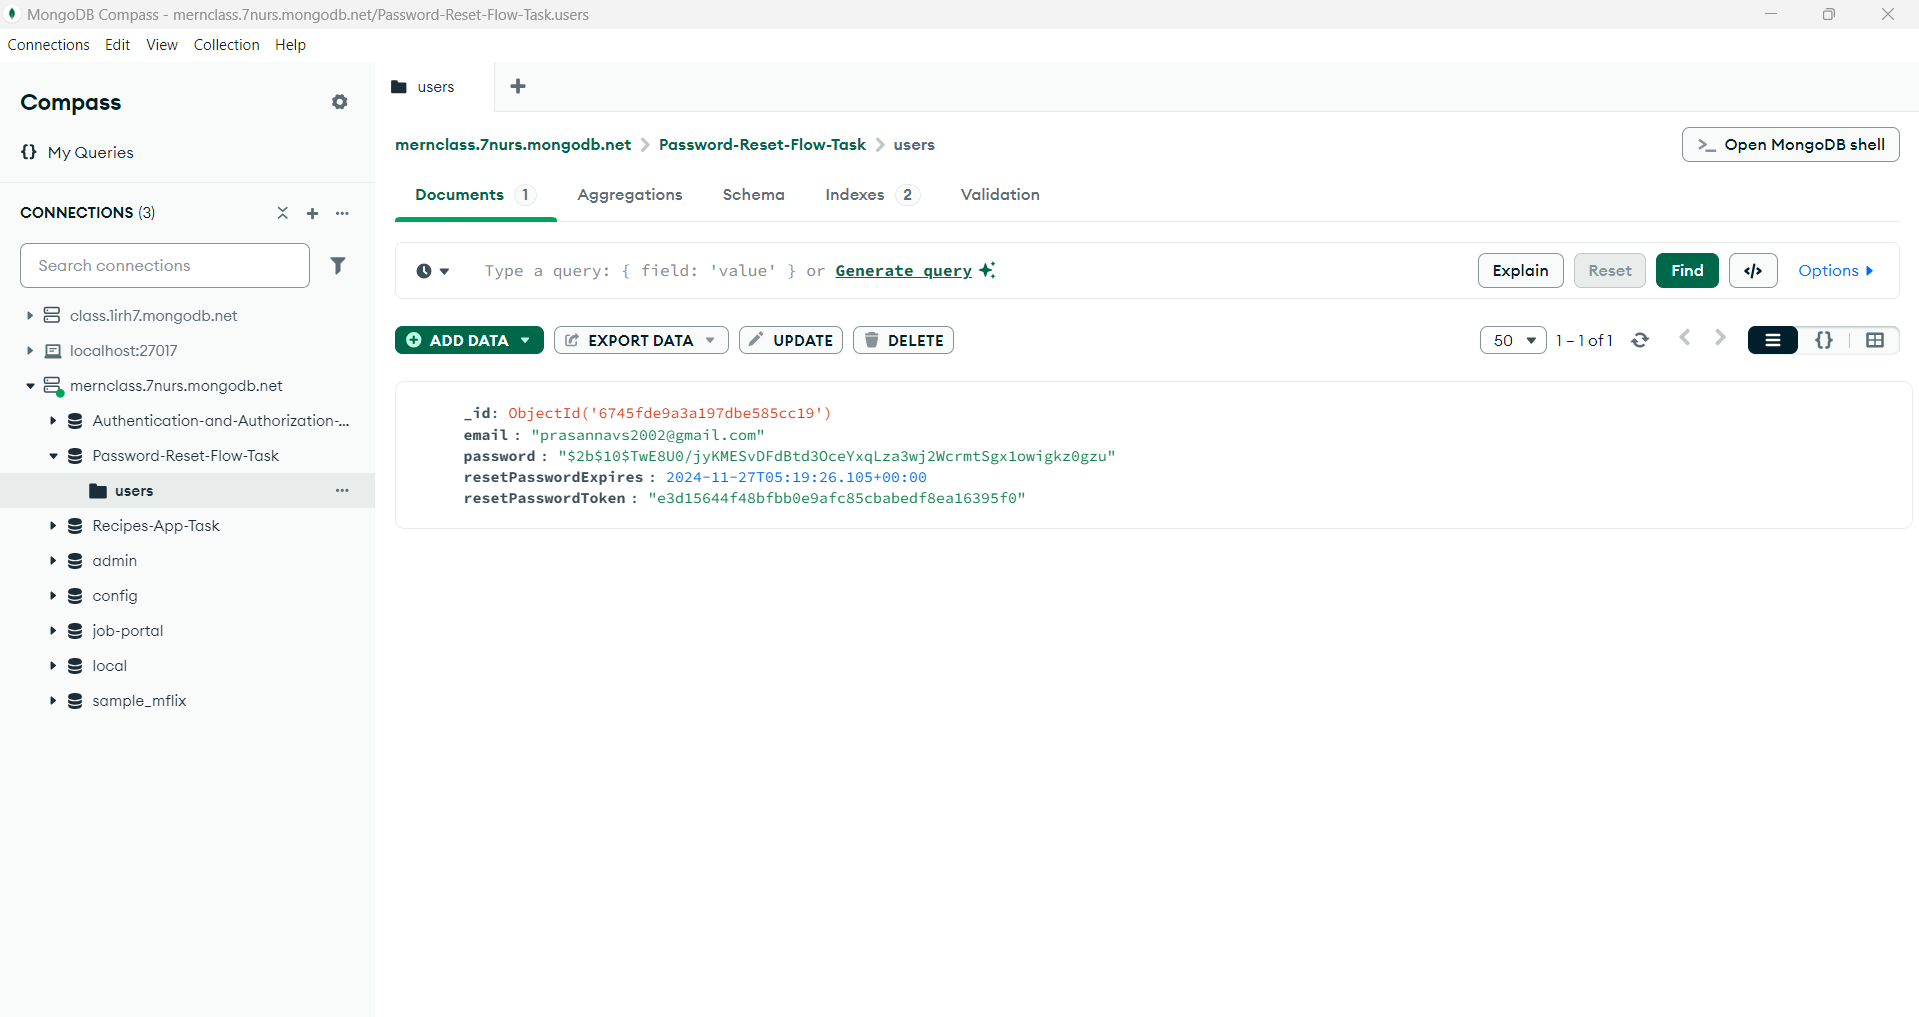 MongoDB Compass - mernclass.7nurs.mongodb.net/Password-Reset-Flow-Task.users
Connections Edit View Collection Help
Compass
{} My Queries
CONNECTIONS (3)
Search connections
class.1irh7.mongodb.net
localhost:27017
mernclass.7nurs.mongodb.net
Authentication-and-Authorization-...
Password-Reset-Flow-Task
users
Recipes-App-Task
admin
config
job-portal
local
sample_mflix
users
mernclass.7nurs.mongodb.net > Password-Reset-Flow-Task > users
>_ Open MongoDB shell
Documents 1 Aggregations Schema Indexes 2 Validation
Type a query: { field: 'value' } or Generate query
Explain Reset Find </> Options
ADD DATA EXPORT DATA UPDATE DELETE
50 1 – 1 of 1 {}
_id: ObjectId('6745fde9a3a197dbe585cc19')
email : "prasannavs2002@gmail.com"
password : "$2b$10$TwE8U0/jyKMESvDFdBtd3OceYxqLza3wj2WcrmtSgx1owigkz0gzu"
resetPasswordExpires : 2024-11-27T05:19:26.105+00:00
resetPasswordToken : "e3d15644f48bfbb0e9afc85cbabedf8ea16395f0"